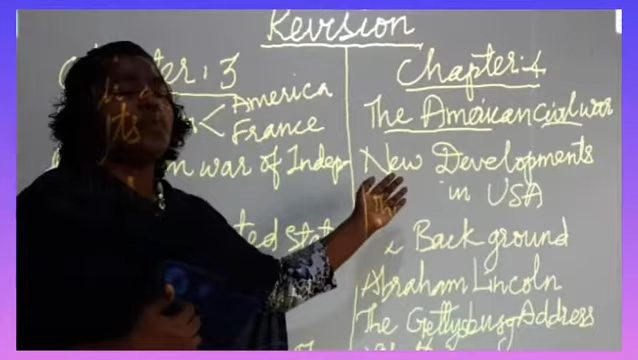 Revision
Chapter: 3
America
France
war of Indep
ted Stat
Chapter: 4
The American civil war
New Developments
in USA
Background
Abraham Lincoln
The Gettysburg Address